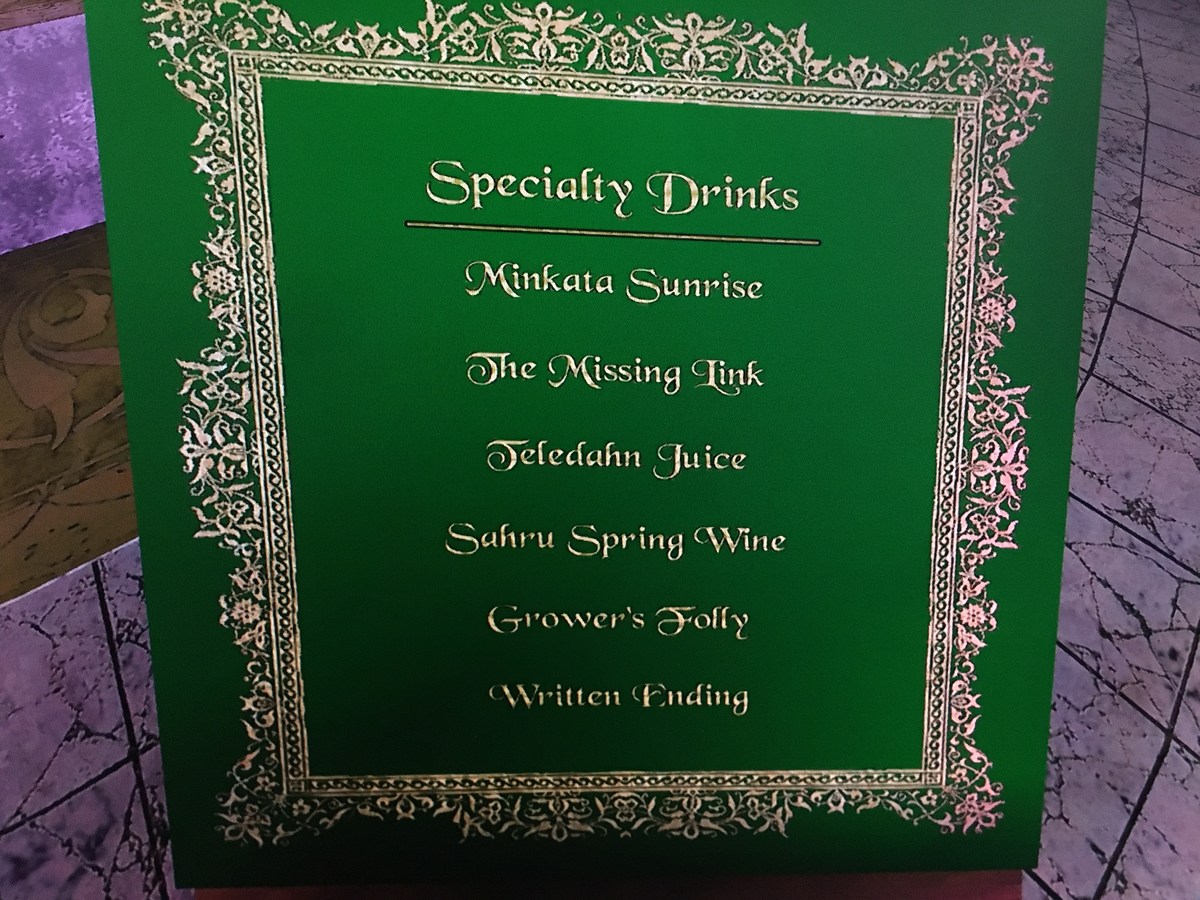 Specialty Drinks
Minkata Sunrise
The Missing Link
Teledahn Juice
Sahru Spring Wine
Grower's Folly
Written Ending